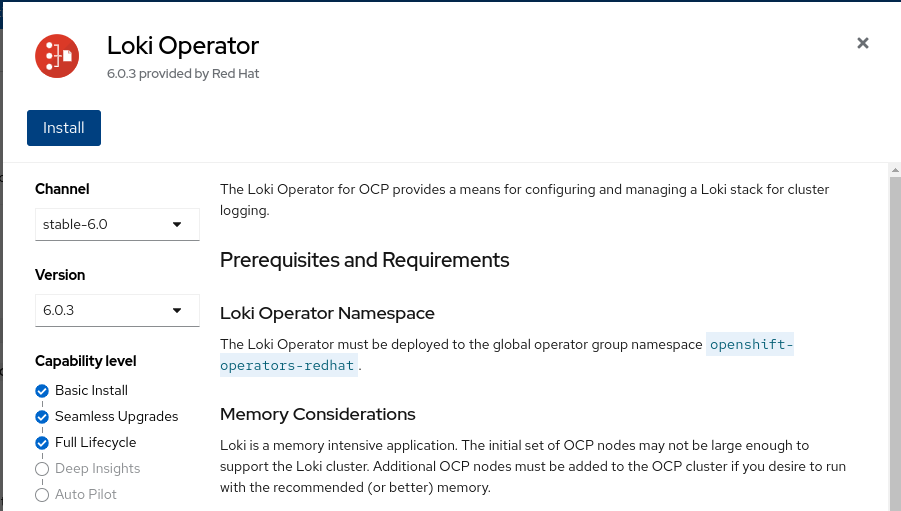 Loki Operator
6.0.3 provided by Red Hat
Install
Channel
stable-6.0
Version
6.0.3
Capability level
Basic Install
Seamless Upgrades
Full Lifecycle
Deep Insights
Auto Pilot
The Loki Operator for OCP provides a means for configuring and managing a Loki stack for cluster
logging.
Prerequisites and Requirements
Loki Operator Namespace
The Loki Operator must be deployed to the global operator group namespace openshift-
operators-redhat .
Memory Considerations
Loki is a memory intensive application. The initial set of OCP nodes may not be large enough to
support the Loki cluster. Additional OCP nodes must be added to the OCP cluster if you desire to run
with the recommended (or better) memory.